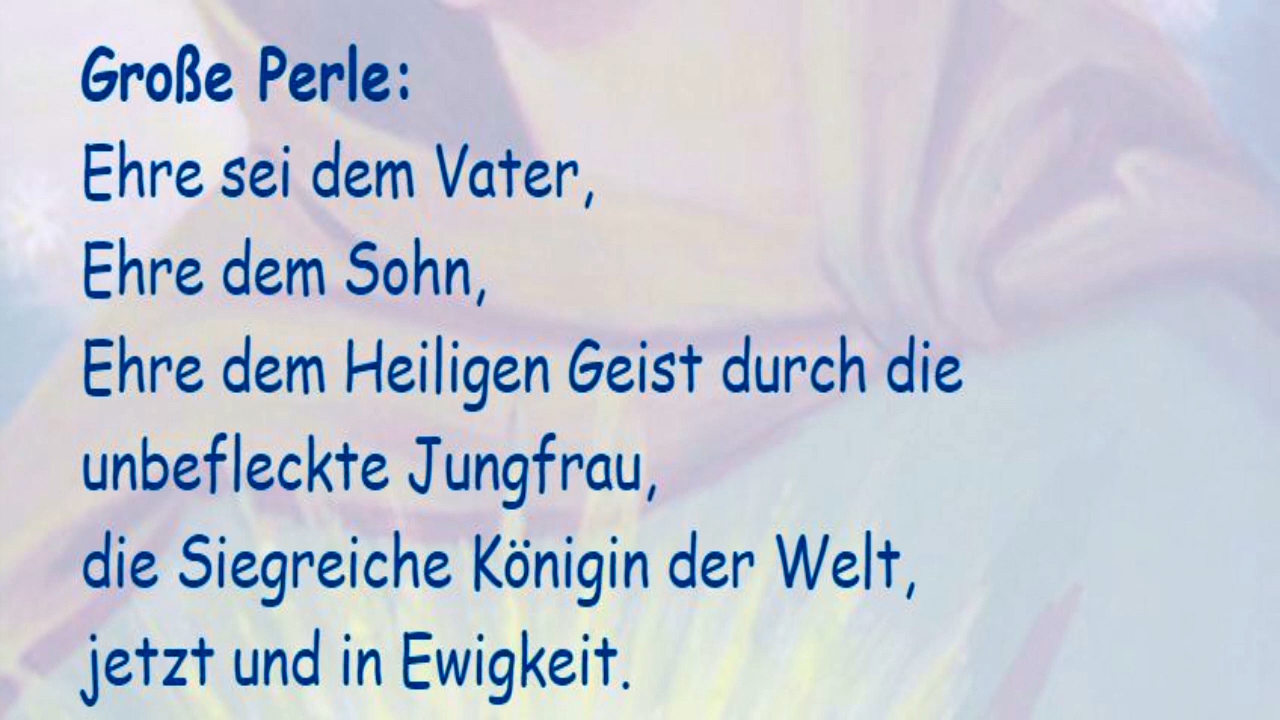 Große Perle:
Ehre sei dem Vater,
Ehre dem Sohn,
Ehre dem Heiligen Geist durch die
unbefleckte Jungfrau,
die Siegreiche Königin der Welt,
jetzt und in Ewigkeit.